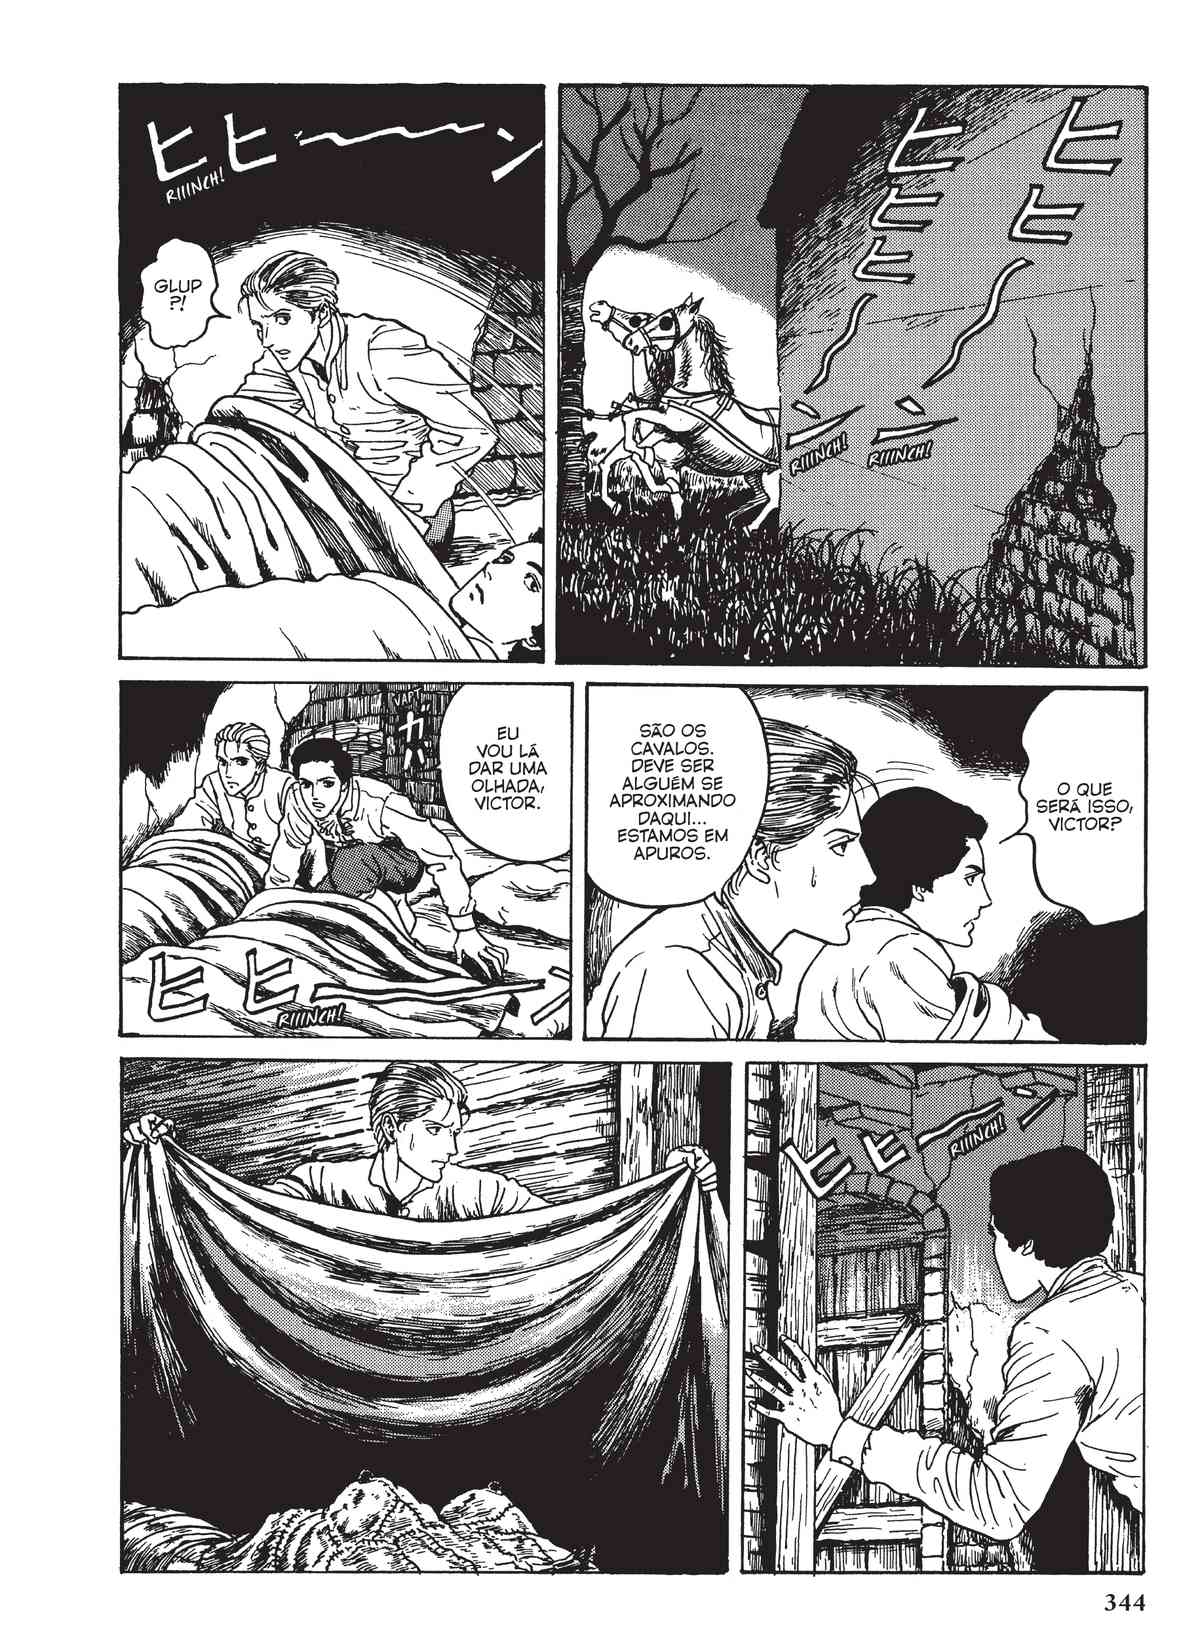 ヒヒヒーン
RIIINCH!
ヒヒーン
RIIINCH!
ヒヒーーン
RIIINCH!
GLUP
?!
O QUE
SERÁ ISSO,
VICTOR?
SÃO OS
CAVALOS.
DEVE SER
ALGUÉM SE
APROXIMANDO
DAQUI...
ESTAMOS EM
APUROS.
EU
VOU LÁ
DAR UMA
OLHADA,
VICTOR.
ヒヒーーン
RIIINCH!
ヒヒーーン
RIIINCH!
344